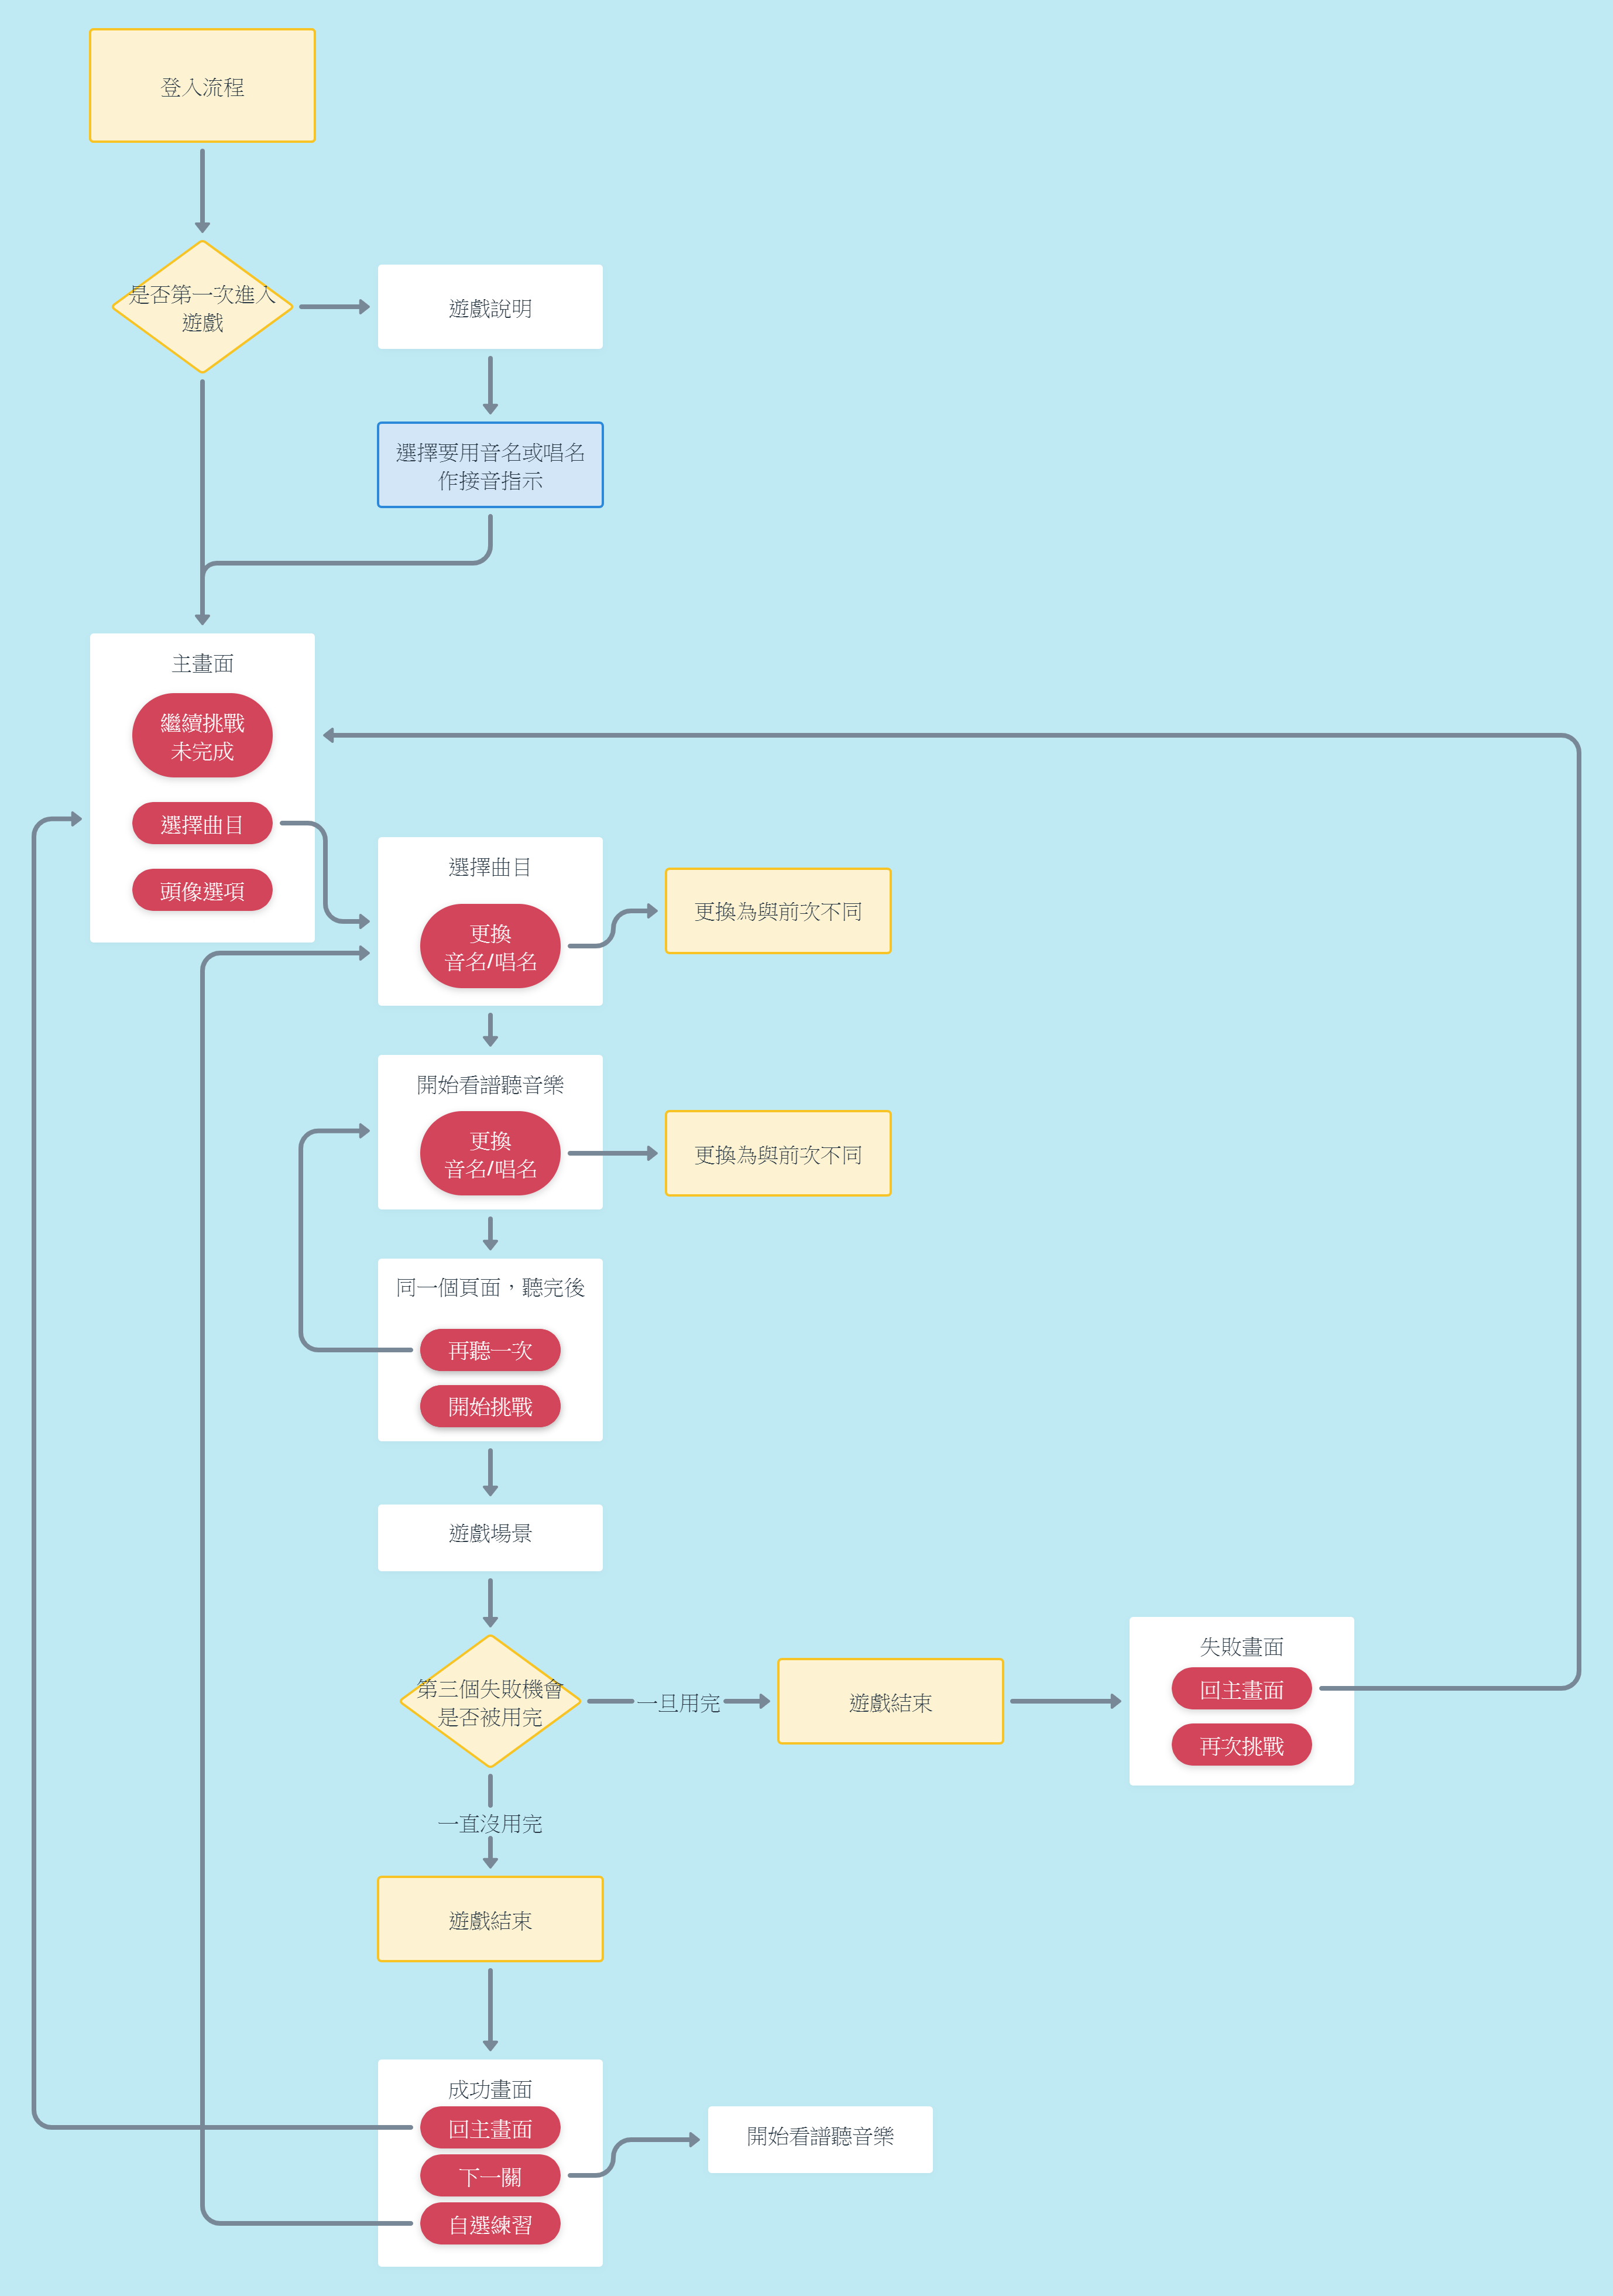 登入流程
是否第一次進入
遊戲
遊戲說明
選擇要用音名或唱名
作接音指示
主畫面
繼續挑戰
未完成
選擇曲目
頭像選項
選擇曲目
更換
音名/唱名
更換為與前次不同
開始看譜聽音樂
更換
音名/唱名
更換為與前次不同
同一個頁面，聽完後
再聽一次
開始挑戰
遊戲場景
第三個失敗機會
是否被用完
一旦用完
遊戲結束
失敗畫面
回主畫面
再次挑戰
一直沒用完
遊戲結束
成功畫面
回主畫面
下一關
自選練習
開始看譜聽音樂